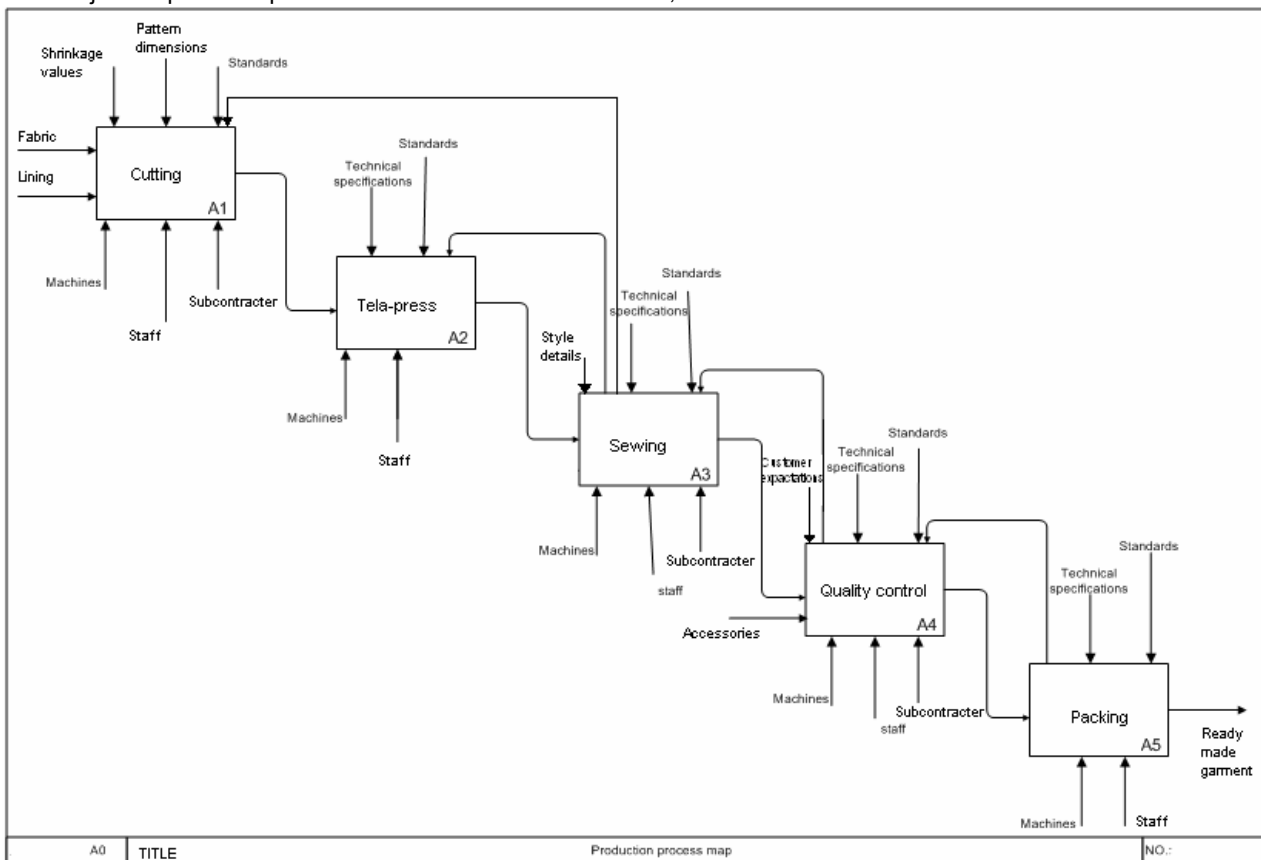 Pattern
dimensions
Shrinkage
values
Standards
Fabric
Lining
Cutting
A1
Machines
Staff
Subcontracter
Technical
specifications
Standards
Tela-press
A2
Machines
Staff
Style
details
Technical
specifications
Standards
Sewing
A3
Machines
staff
Subcontracter
Customer
expactations
Technical
specifications
Standards
Accessories
Quality control
A4
Machines
staff
Subcontracter
Technical
specifications
Standards
Packing
A5
Machines
Staff
Ready
made
garment
A0
TITLE
Production process map
NO.: